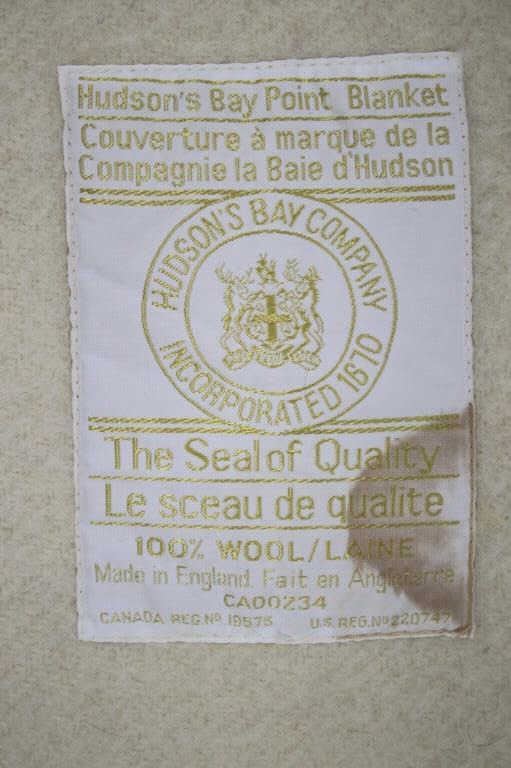 Hudson's Bay Point Blanket
Couverture à marque de la
Compagnie la Baie d'Hudson
HUDSON'S BAY COMPANY
INCORPORATED 1670
The Seal of Quality
Le sceau de qualite
100% WOOL/LAINE
Made in England Fait en Angleterre
CA00234
CANADA REG.Nº 19575 U.S. REG.Nº 220747